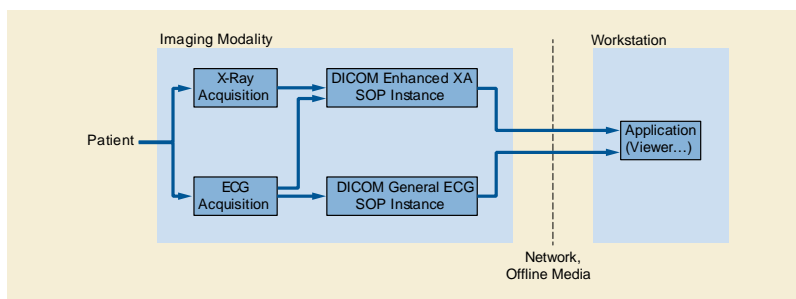 Imaging Modality
Workstation
X-Ray
Acquisition
DICOM Enhanced XA
SOP Instance
Patient
Application
(Viewer…)
ECG
Acquisition
DICOM General ECG
SOP Instance
Network,
Offline Media